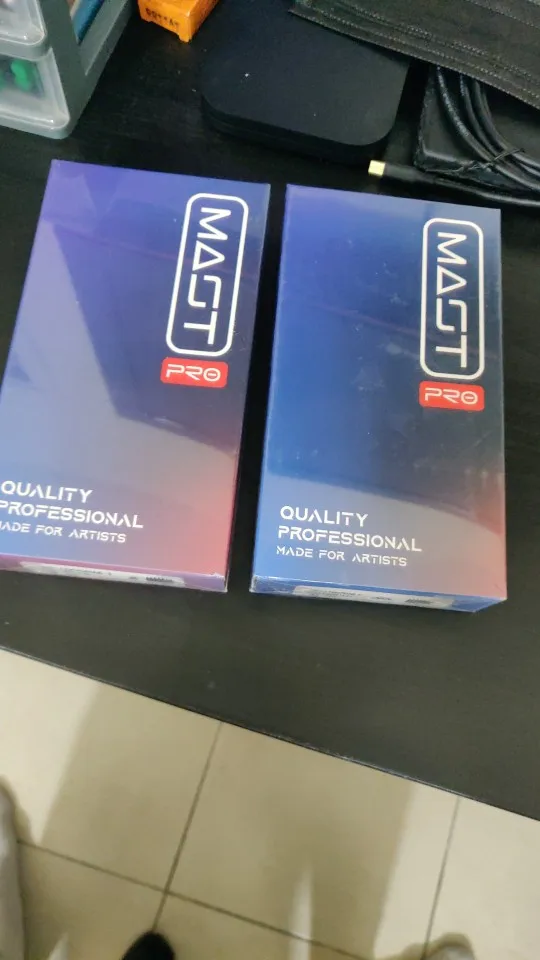 MAST
PRO
QUALITY
PROFESSIONAL
MADE FOR ARTISTS
MAST
PRO
QUALITY
PROFESSIONAL
MADE FOR ARTISTS